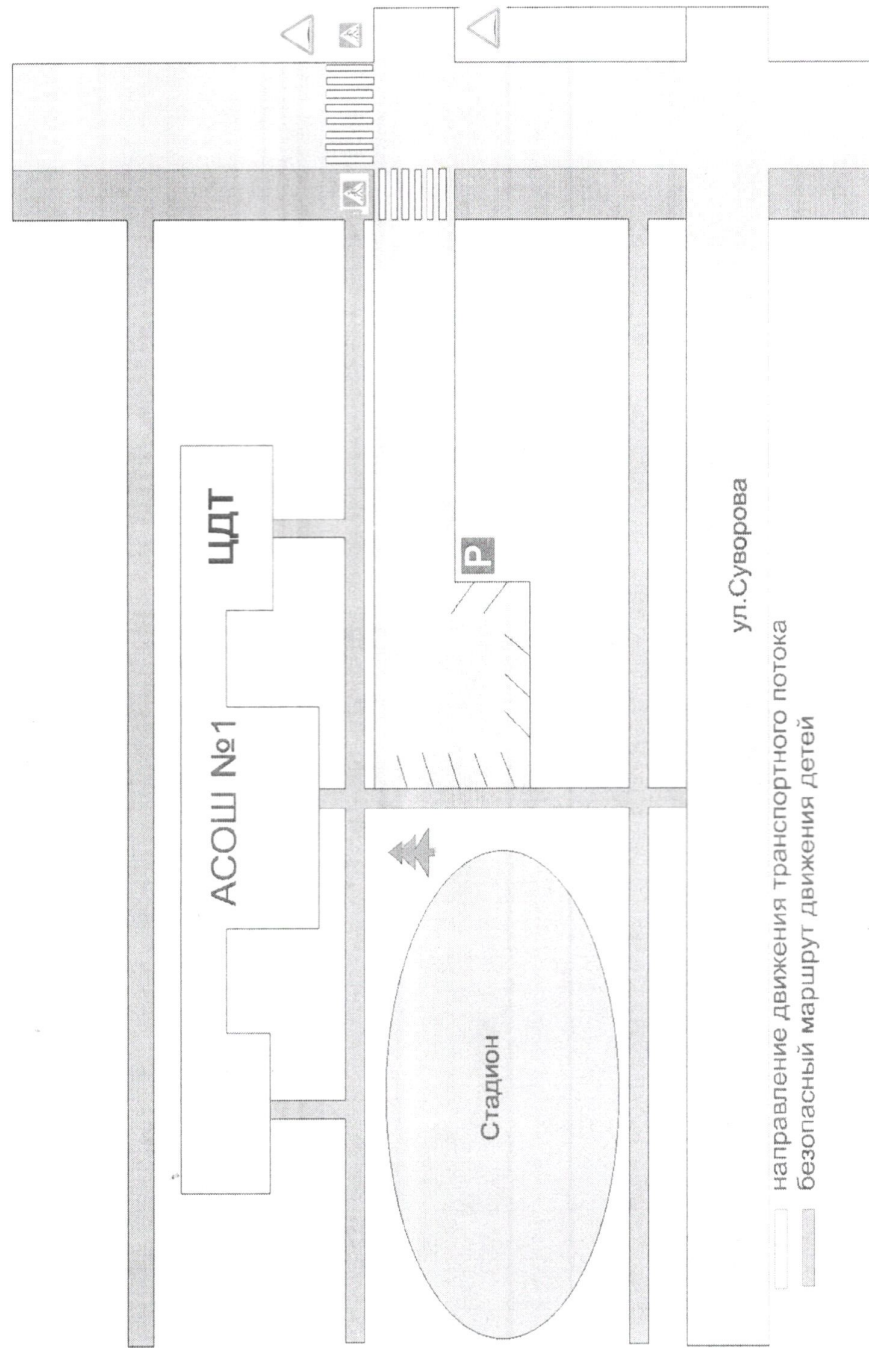 ЦДТ
АСОШ №1
P
Стадион
ул.Суворова
направление движения транспортного потока
безопасный маршрут движения детей